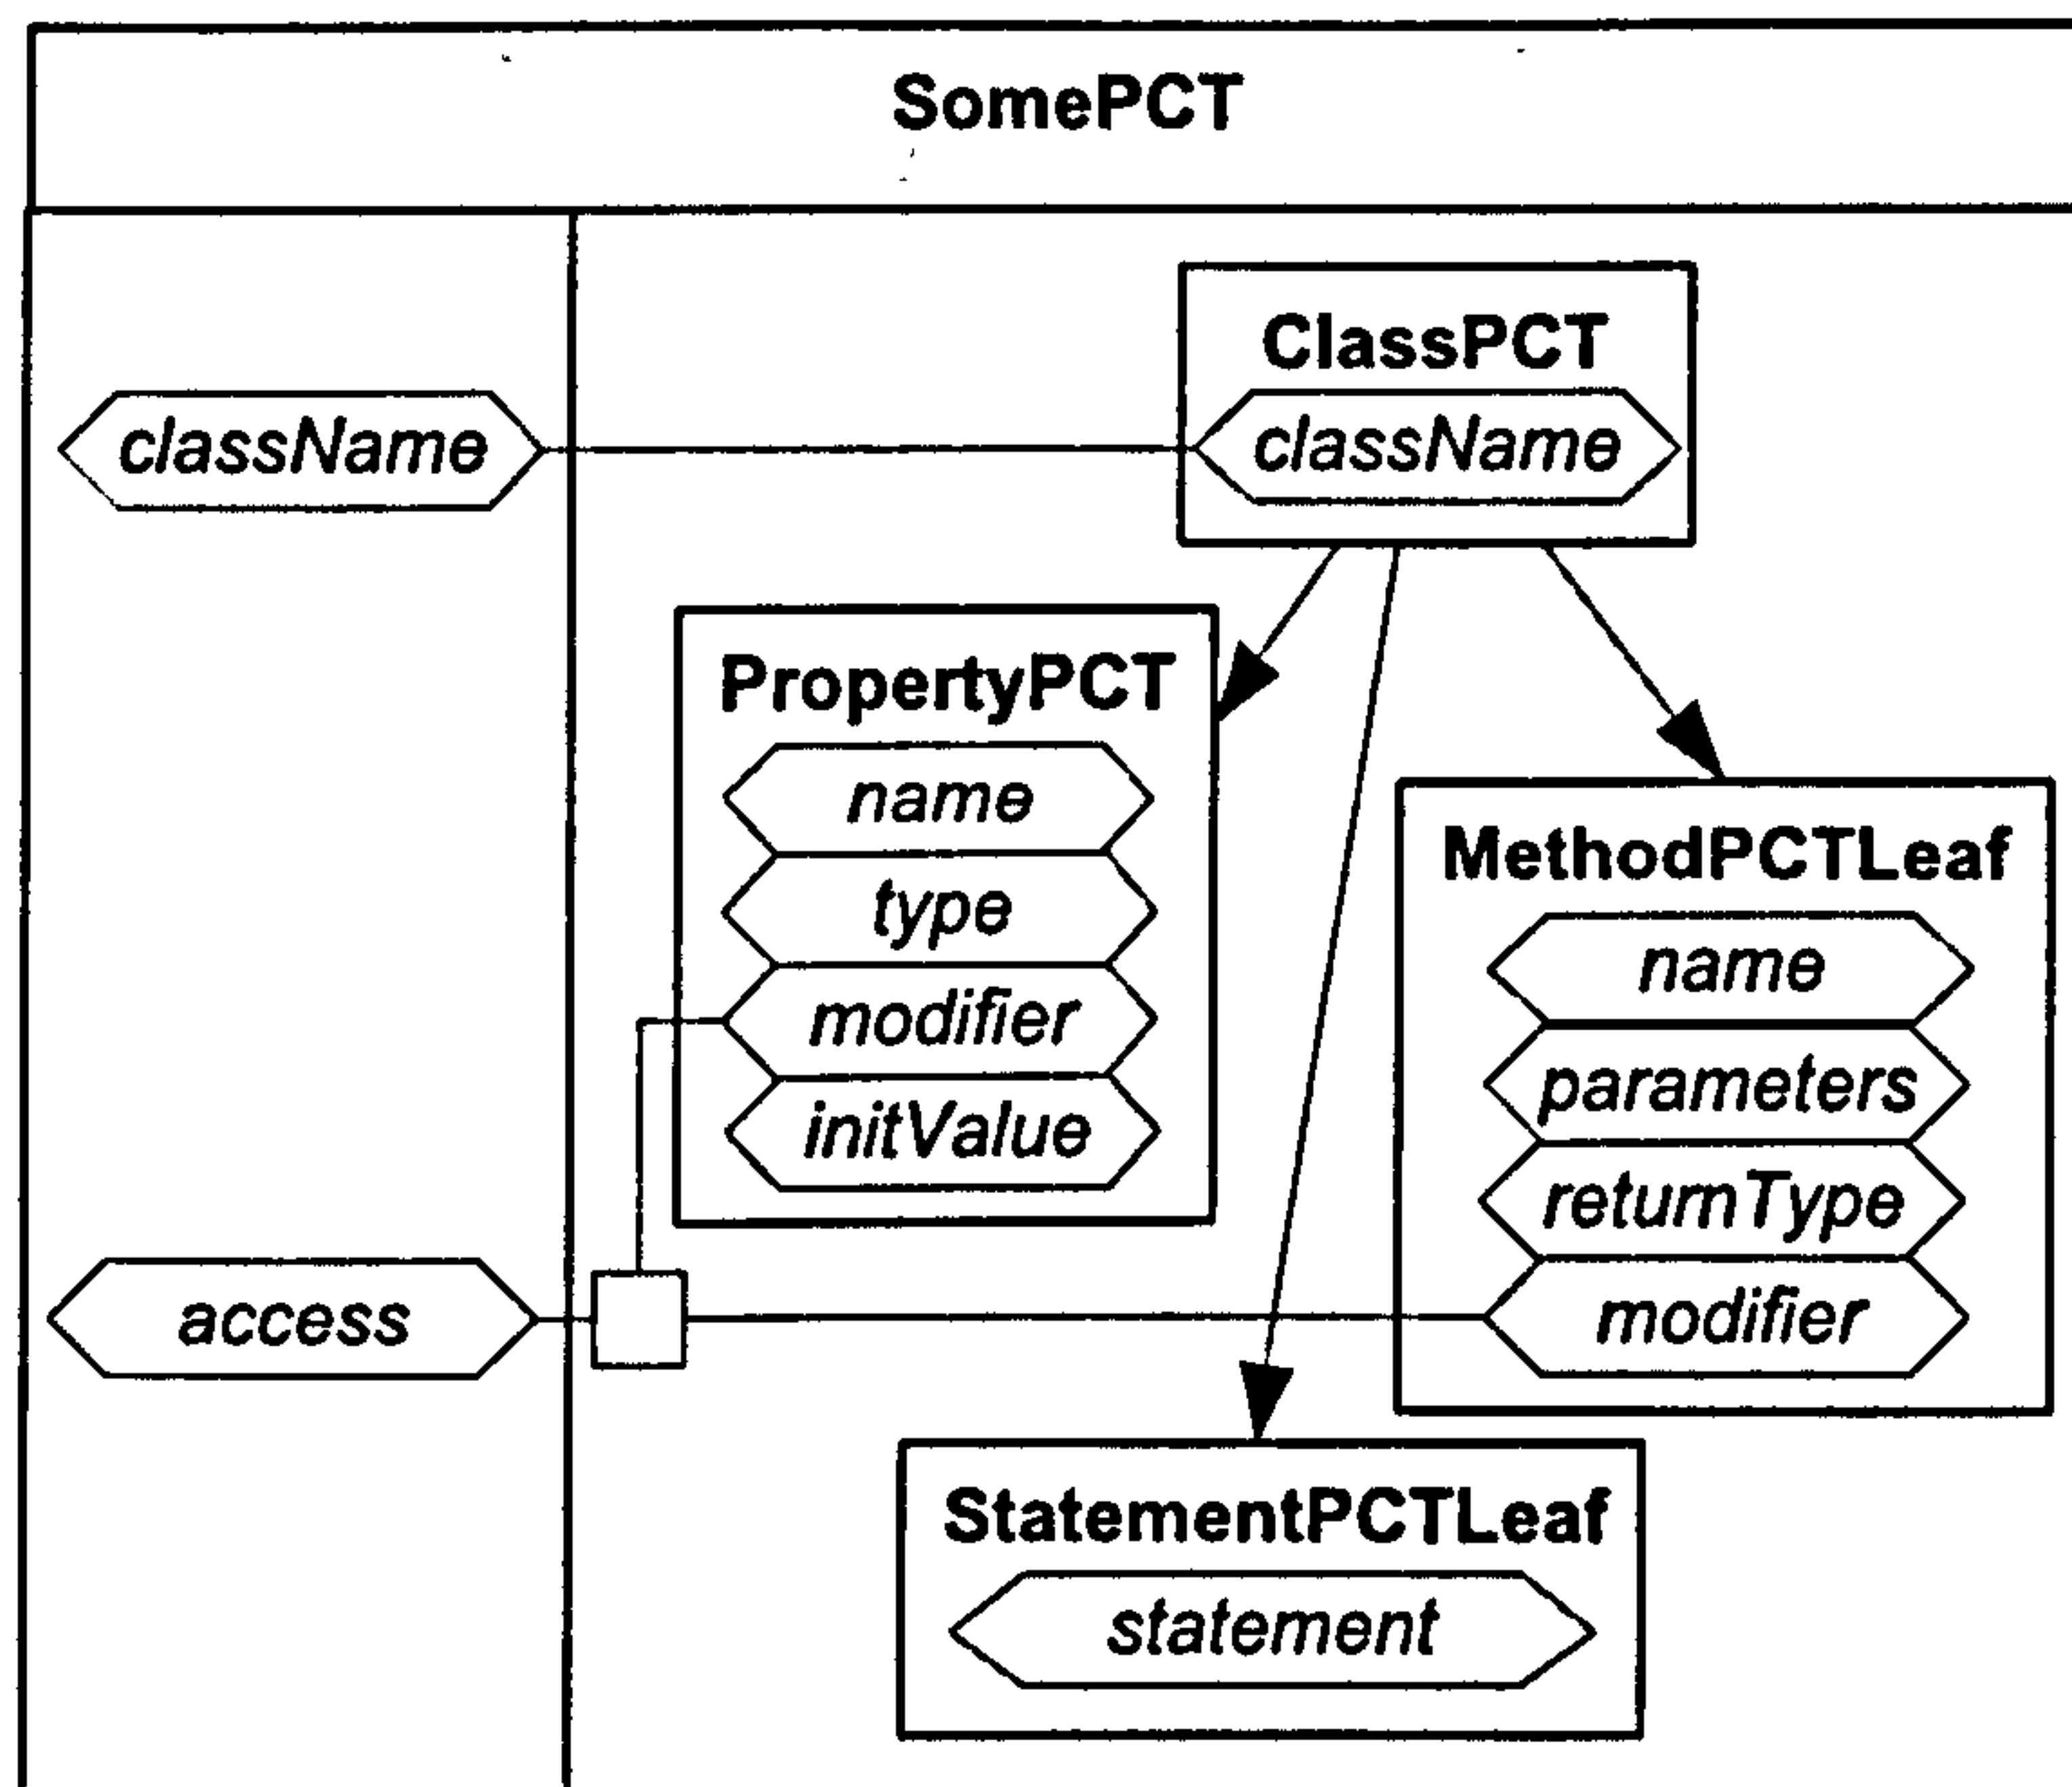 SomePCT
ClassPCT
className
className
PropertyPCT
name
type
modifier
initValue
MethodPCTLeaf
name
parameters
returnType
modifier
access
StatementPCTLeaf
statement